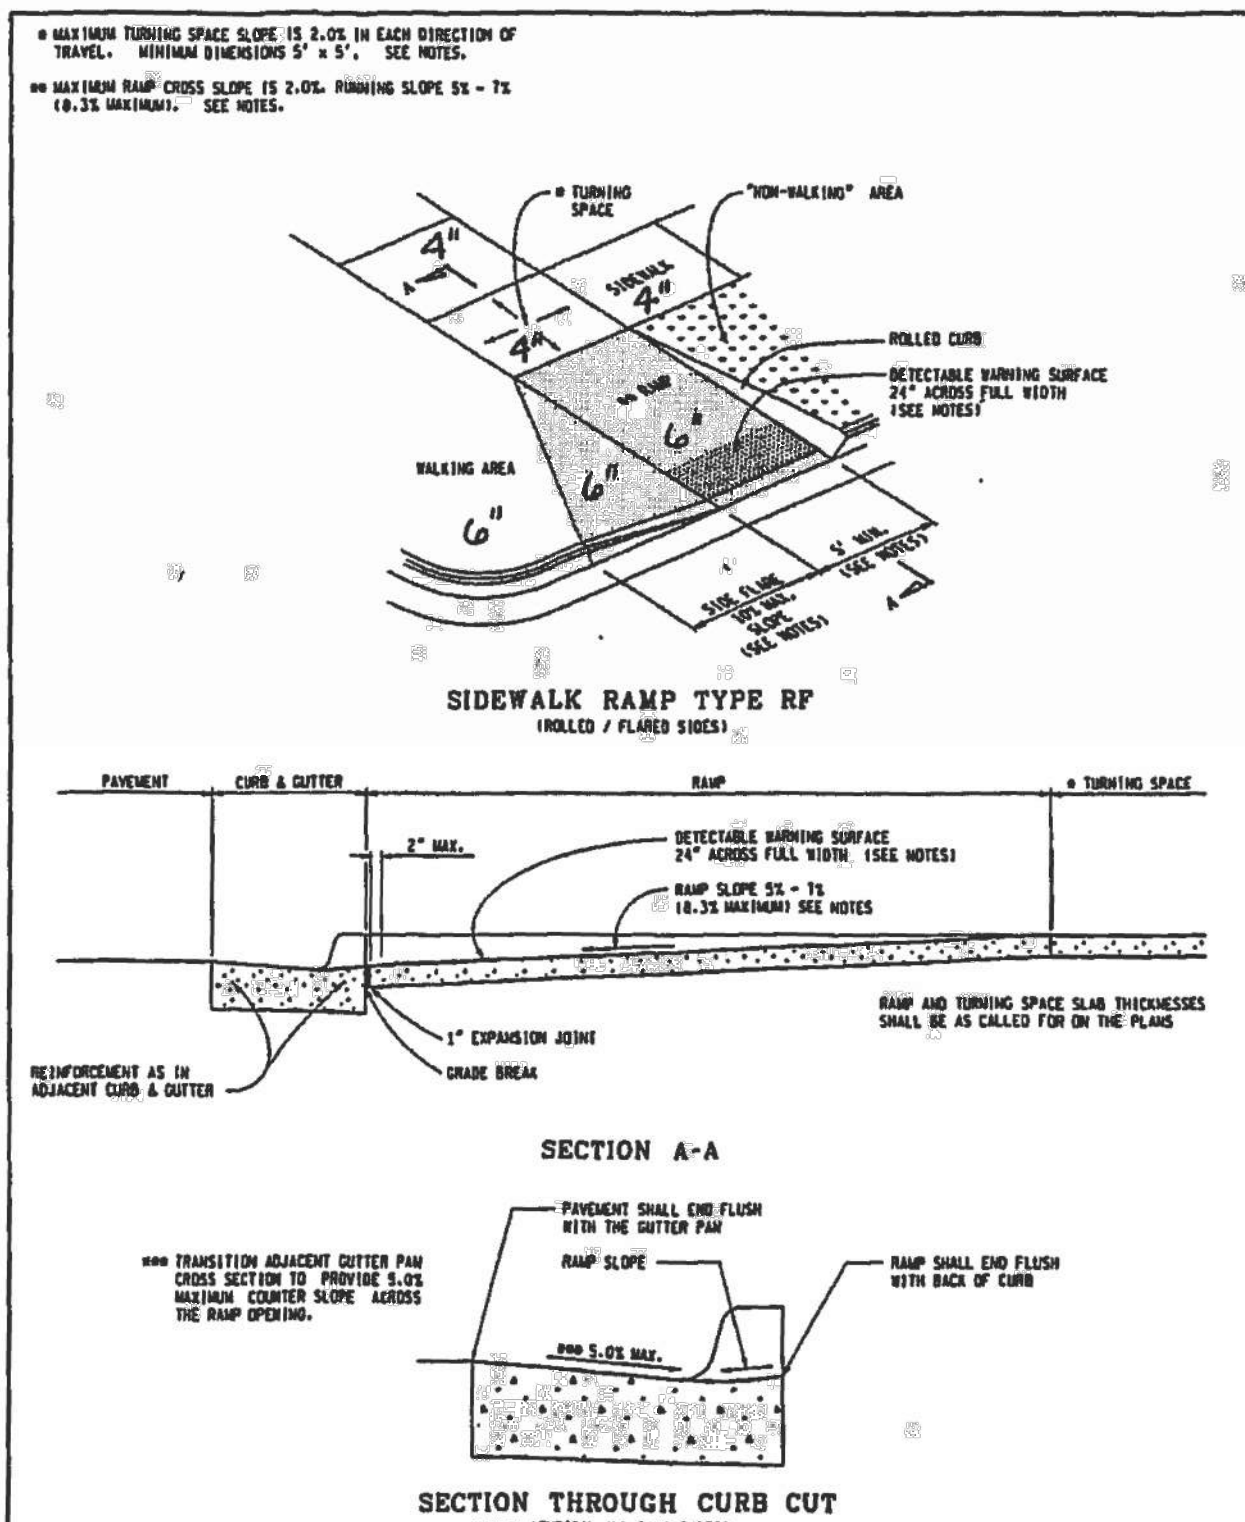 * MAXIMUM TURNING SPACE SLOPE IS 2.0% IN EACH DIRECTION OF
TRAVEL. MINIMUM DIMENSIONS 5' x 5'. SEE NOTES.
** MAXIMUM RAMP CROSS SLOPE IS 2.0%. RUNNING SLOPE 5% - 7%
(8.3% MAXIMUM). SEE NOTES.
* TURNING
SPACE
"NON-WALKING" AREA
4"
A
SIDEWALK
4"
4"
ROLLED CURB
DETECTABLE WARNING SURFACE
24" ACROSS FULL WIDTH
(SEE NOTES)
** RAMP
6"
WALKING AREA
6"
6"
5' MIN.
(SEE NOTES)
A
SIDE FLARE
10% MAX.
SLOPE
(SEE NOTES)
SIDEWALK RAMP TYPE RF
(ROLLED / FLARED SIDES)
PAVEMENT
CURB & GUTTER
RAMP
* TURNING SPACE
2" MAX.
DETECTABLE WARNING SURFACE
24" ACROSS FULL WIDTH (SEE NOTES)
RAMP SLOPE 5% - 7%
(8.3% MAXIMUM) SEE NOTES
RAMP AND TURNING SPACE SLAB THICKNESSES
SHALL BE AS CALLED FOR ON THE PLANS
1" EXPANSION JOINT
GRADE BREAK
REINFORCEMENT AS IN
ADJACENT CURB & GUTTER
SECTION A-A
PAVEMENT SHALL END FLUSH
WITH THE GUTTER PAN
*** TRANSITION ADJACENT GUTTER PAN
CROSS SECTION TO PROVIDE 5.0%
MAXIMUM COUNTER SLOPE ACROSS
THE RAMP OPENING.
RAMP SLOPE
RAMP SHALL END FLUSH
WITH BACK OF CURB
*** 5.0% MAX.
SECTION THROUGH CURB CUT